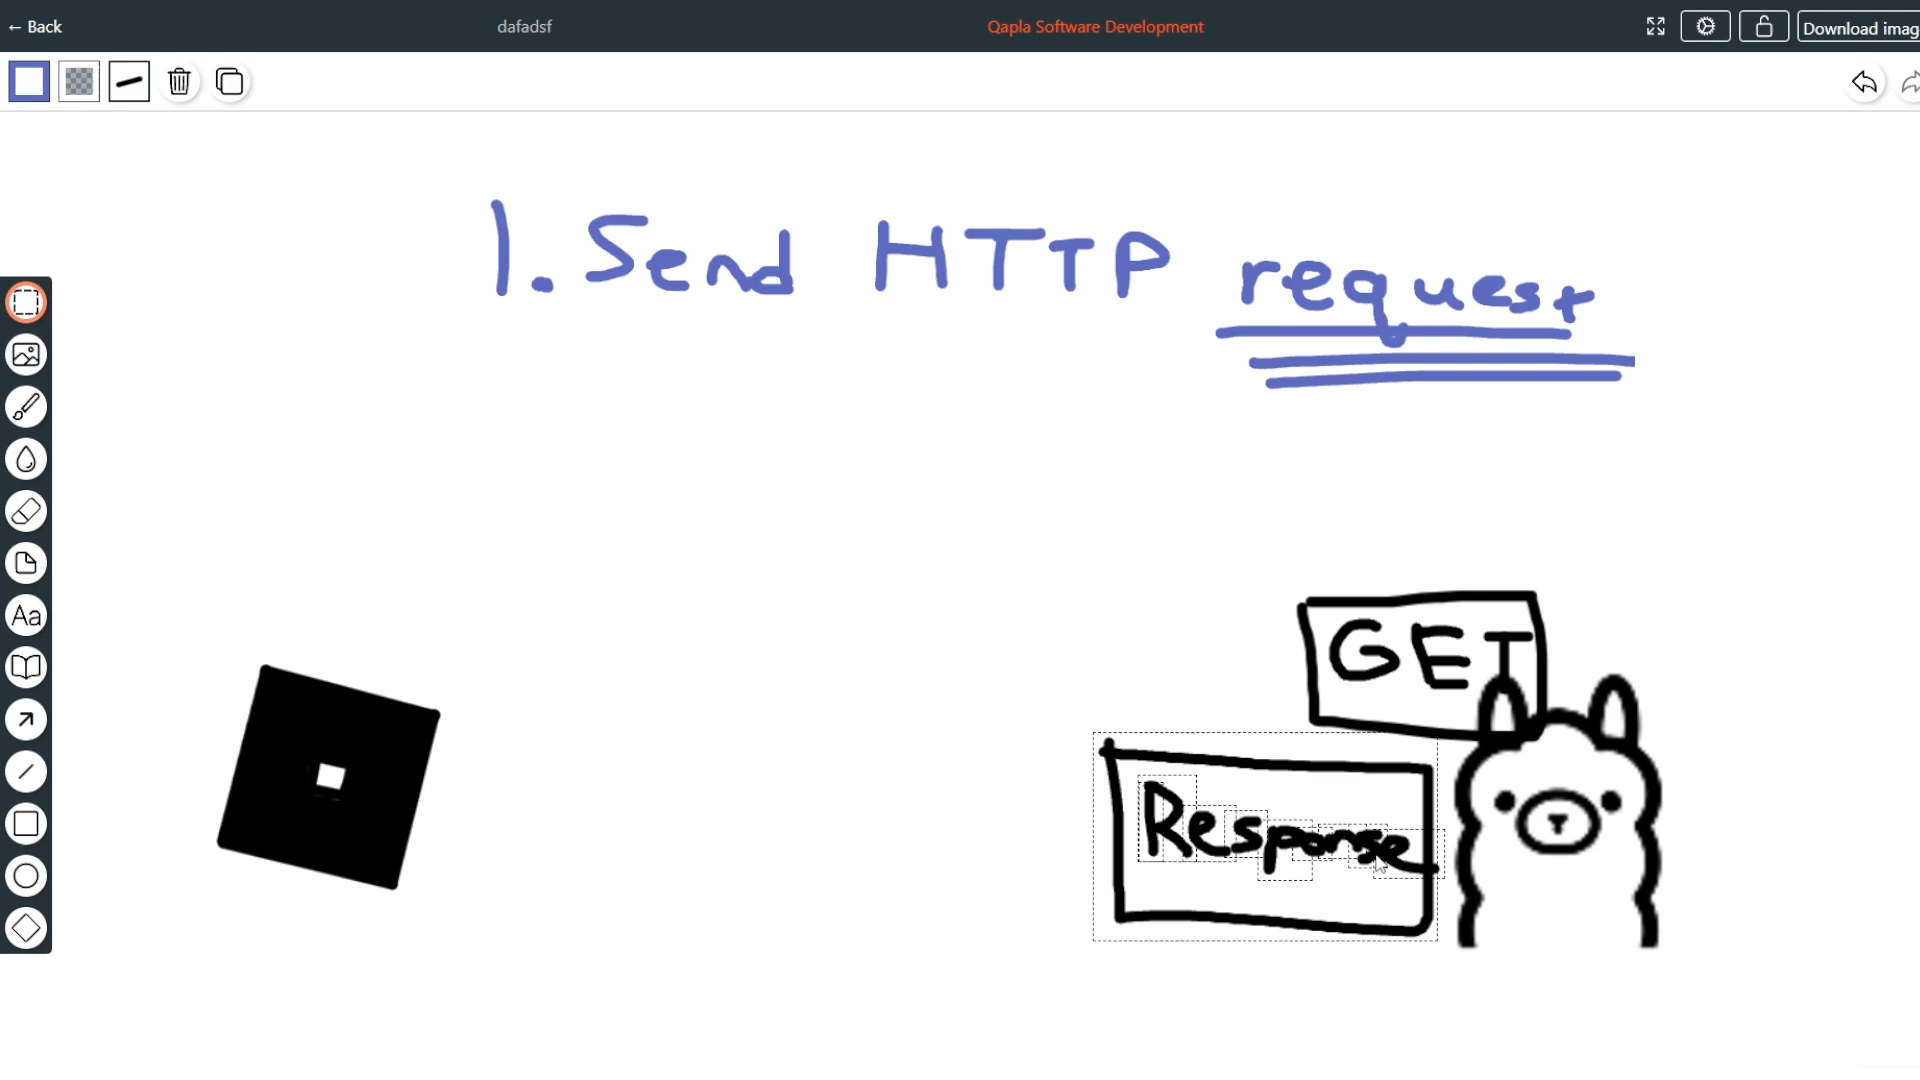 ← Back
dafadsf
Qapla Software Development
Download imag
1. Send HTTP request
Aa
GET
Response